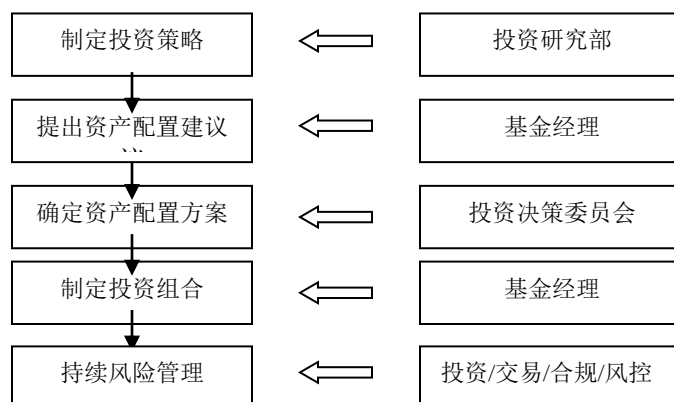 制定投资策略
投资研究部
提出资产配置建议
基金经理
确定资产配置方案
投资决策委员会
制定投资组合
基金经理
持续风险管理
投资/交易/合规/风控